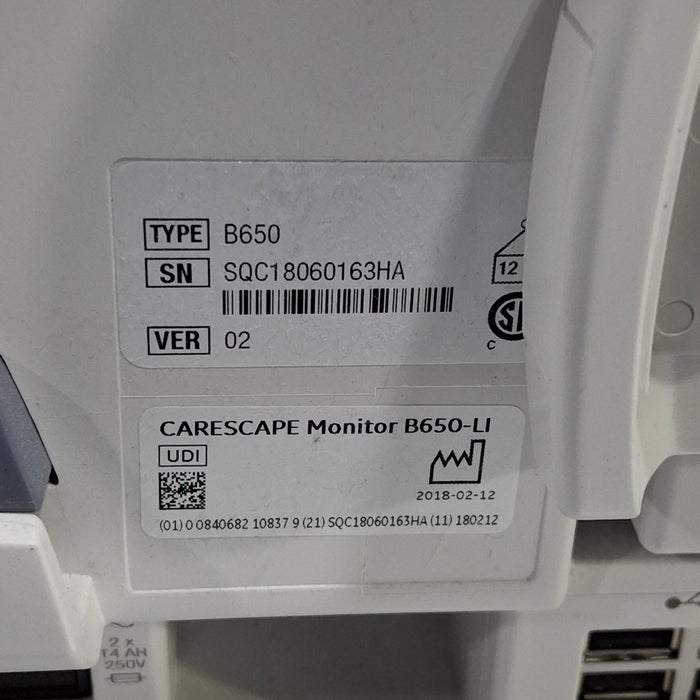 TYPE B650
SN SQC18060163HA
12
VER 02
C
CARESCAPE Monitor B650-LI
UDI
2018-02-12
(01) 0 0840682 10837 9 (21) SQC18060163HA (11) 180212
2 x
T4 AH
250V